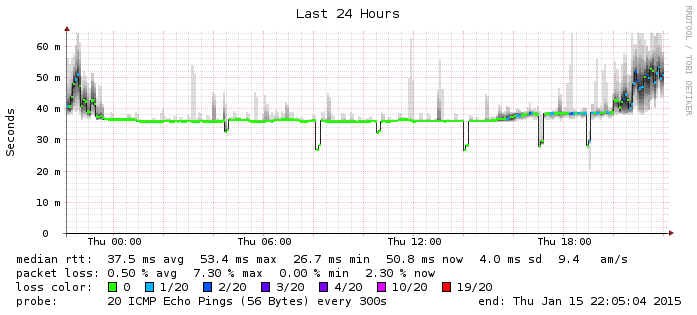 Last 24 Hours
RRDTOOL / TOBI OETIKER
Seconds
60 m
50 m
40 m
30 m
20 m
10 m
0
Thu 00:00 Thu 06:00 Thu 12:00 Thu 18:00
median rtt: 37.5 ms avg 53.4 ms max 26.7 ms min 50.8 ms now 4.0 ms sd 9.4 am/s
packet loss: 0.50 % avg 7.30 % max 0.00 % min 2.30 % now
loss color: 0 1/20 2/20 3/20 4/20 10/20 19/20
probe: 20 ICMP Echo Pings (56 Bytes) every 300s end: Thu Jan 15 22:05:04 2015